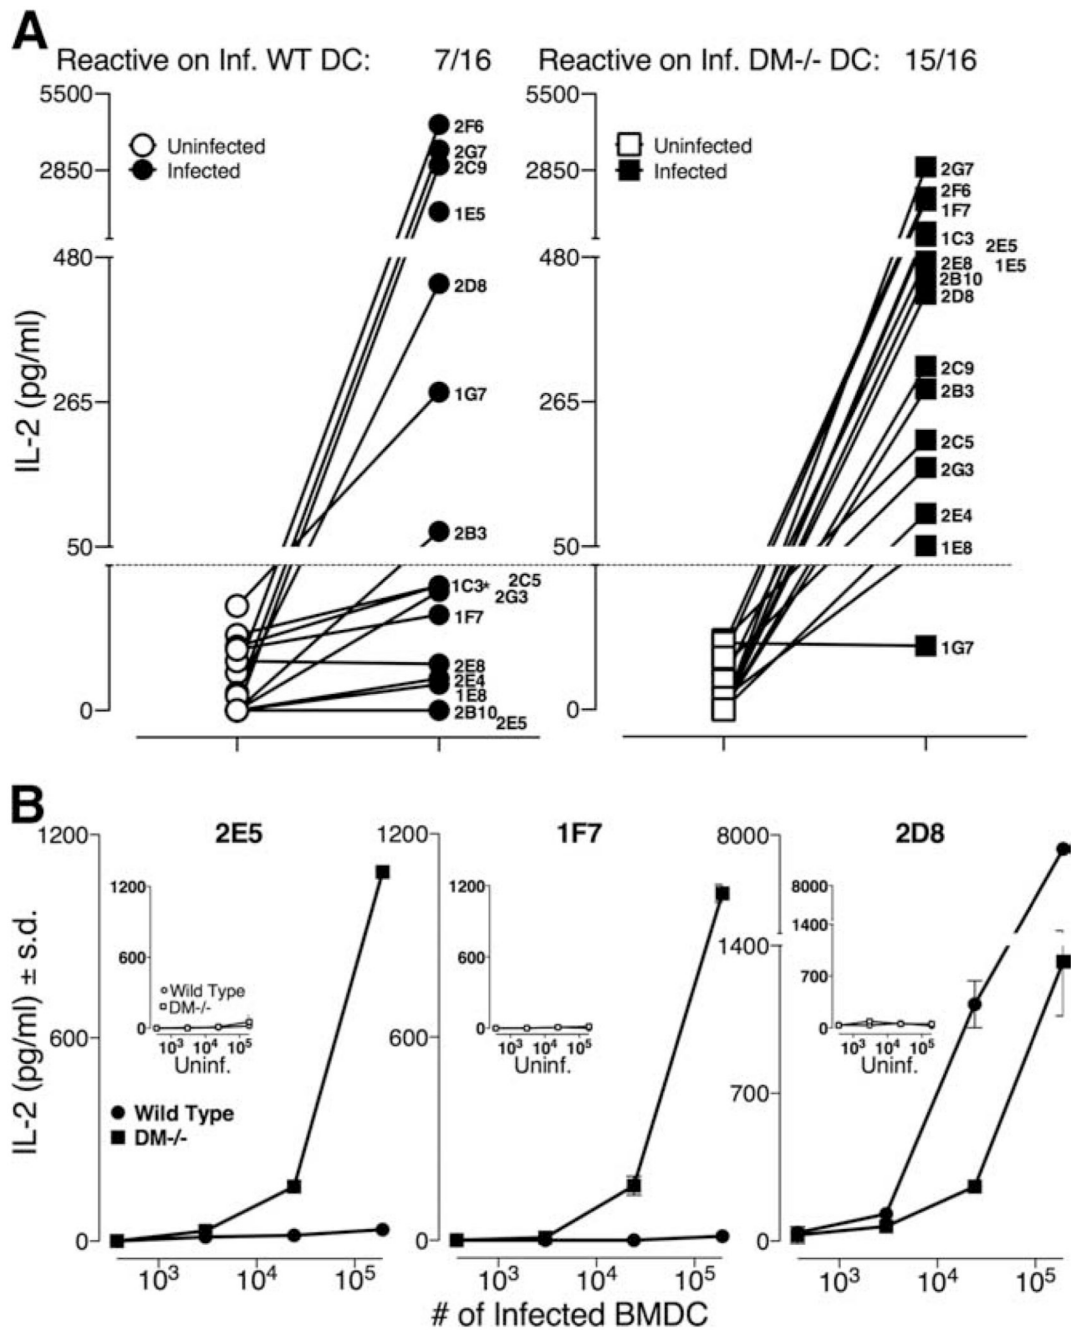 A
Reactive on Inf. WT DC: 7/16
Reactive on Inf. DM-/- DC: 15/16
IL-2 (pg/ml)
5500
2850
480
265
50
0
Uninfected
Infected
2F6
2G7
2C9
1E5
2D8
1G7
2B3
1C3* 2C5
2G3
1F7
2E8
2E4
1E8
2B10 2E5
5500
2850
480
265
50
0
Uninfected
Infected
2G7
2F6
1F7
1C3 2E5
2E8 1E5
2B10
2D8
2C9
2B3
2C5
2G3
2E4
1E8
1G7
B
IL-2 (pg/ml) ± s.d.
2E5
1200
600
0
1200
600
0
Wild Type
DM-/-
10³ 10⁴ 10⁵
Uninf.
Wild Type
DM-/-
10³ 10⁴ 10⁵
1F7
1200
600
0
1200
600
0
10³ 10⁴ 10⁵
Uninf.
10³ 10⁴ 10⁵
2D8
8000
1400
700
0
8000
1400
700
0
10³ 10⁴ 10⁵
Uninf.
10³ 10⁴ 10⁵
# of Infected BMDC